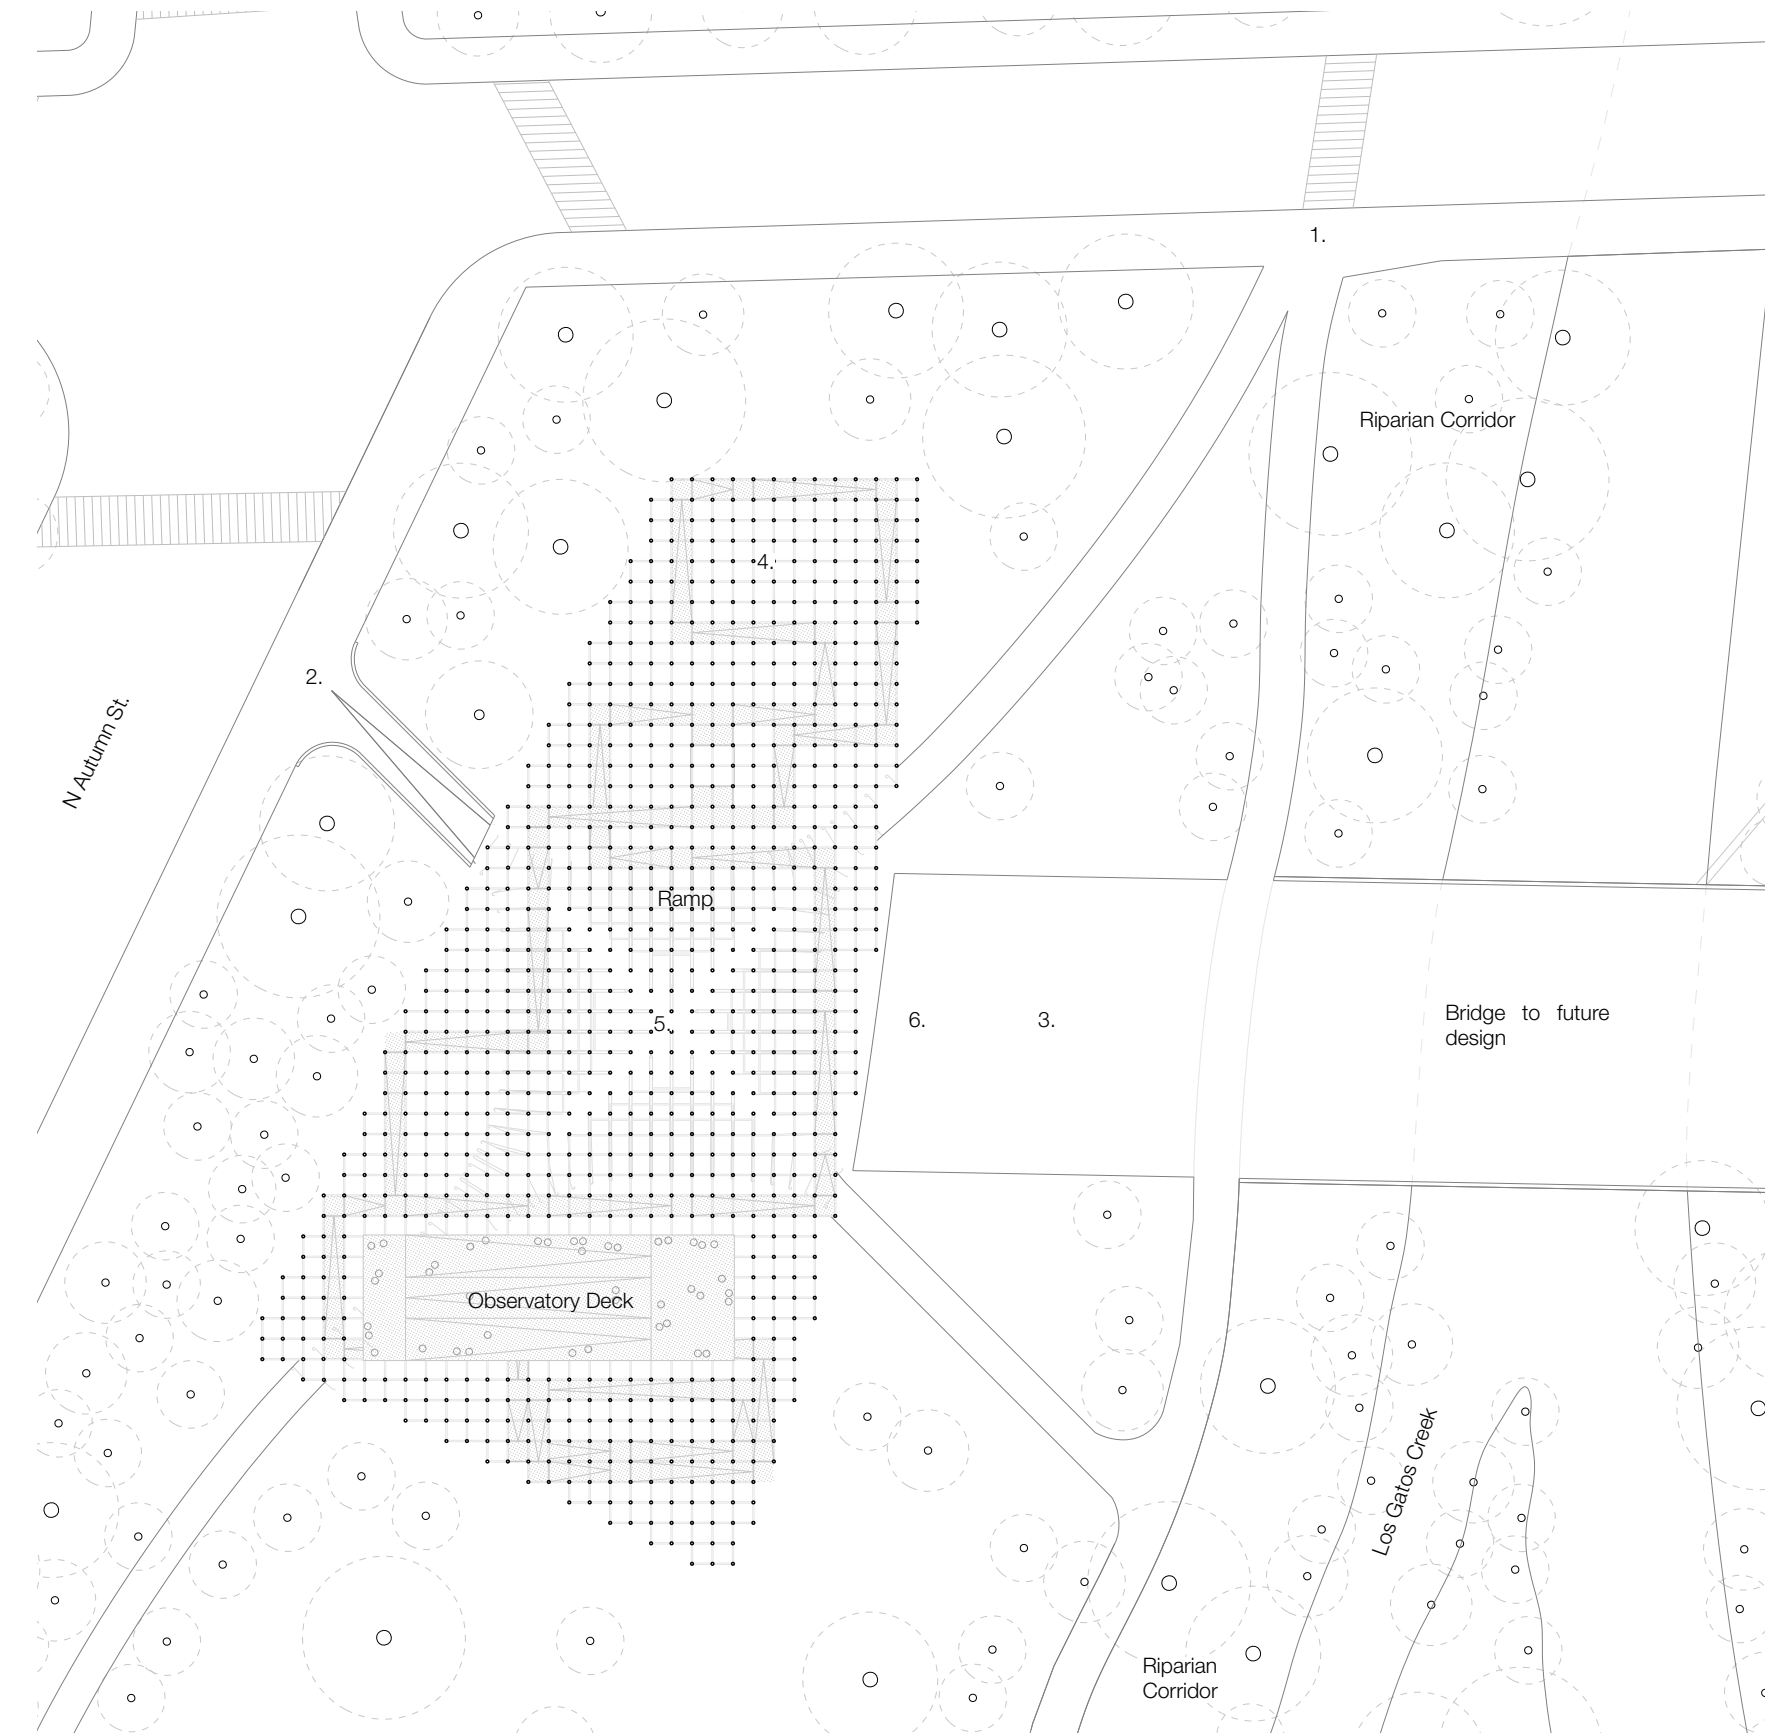 1.
Riparian Corridor
4.
2.
N Autumn St.
Ramp
5.
6.
3.
Bridge to future
design
Observatory Deck
Los Gatos Creek
Riparian
Corridor